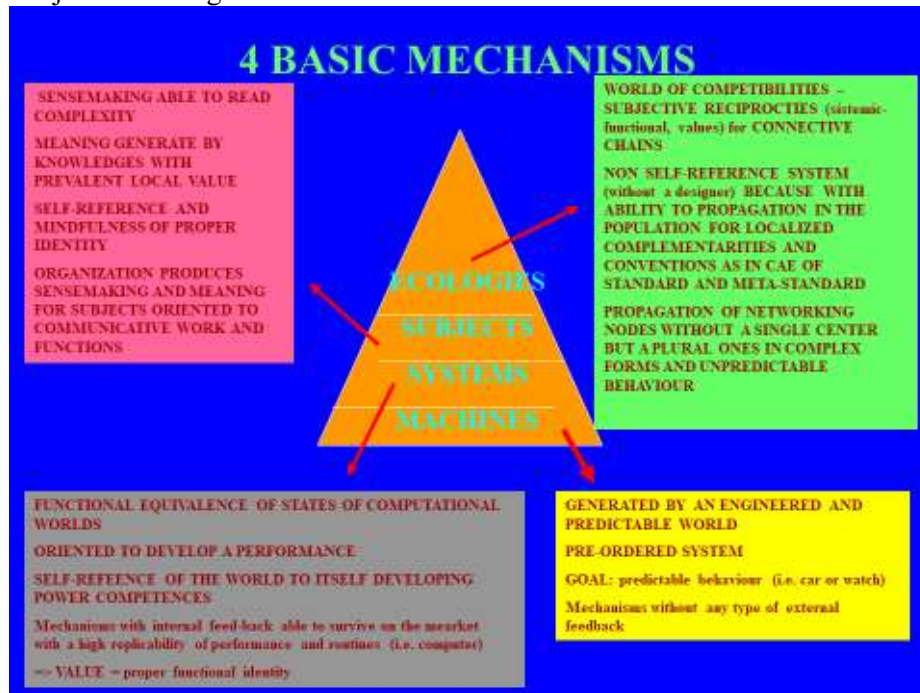 4 BASIC MECHANISMS
SENSEMAKING ABLE TO READ
COMPLEXITY
MEANING GENERATE BY
KNOWLEDGES WITH
PREVALENT LOCAL VALUE
SELF-REFERENCE AND
MINDFULNESS OF PROPER
IDENTITY
ORGANIZATION PRODUCES
SENSEMAKING AND MEANING
FOR SUBJECTS ORIENTED TO
COMMUNICATIVE WORK AND
FUNCTIONS
WORLD OF COMPETIBILITIES –
SUBJECTIVE RECIPROCTIES (sistemic-
functional, values) for CONNECTIVE
CHAINS
NON SELF-REFERENCE SYSTEM
(without a designer) BECAUSE WITH
ABILITY TO PROPAGATION IN THE
POPULATION FOR LOCALIZED
COMPLEMENTARITIES AND
CONVENTIONS AS IN CAE OF
STANDARD AND META-STANDARD
PROPAGATION OF NETWORKING
NODES WITHOUT A SINGLE CENTER
BUT A PLURAL ONES IN COMPLEX
FORMS AND UNPREDICTABLE
BEHAVIOUR
ECOLOGIES
SUBJECTS
SYSTEMS
MACHINES
FUNCTIONAL EQUIVALENCE OF STATES OF COMPUTATIONAL
WORLDS
ORIENTED TO DEVELOP A PERFORMANCE
SELF-REFEENCE OF THE WORLD TO ITSELF DEVELOPING
POWER COMPETENCES
Mechanisms with internal feed-back able to survive on the mearket
with a high replicability of performance and routines (i.e. computer)
=> VALUE = proper functional identity
GENERATED BY AN ENGINEERED AND
PREDICTABLE WORLD
PRE-ORDERED SYSTEM
GOAL: predictable behaviour (i.e. car or watch)
Mechanisms without any type of external
feedback